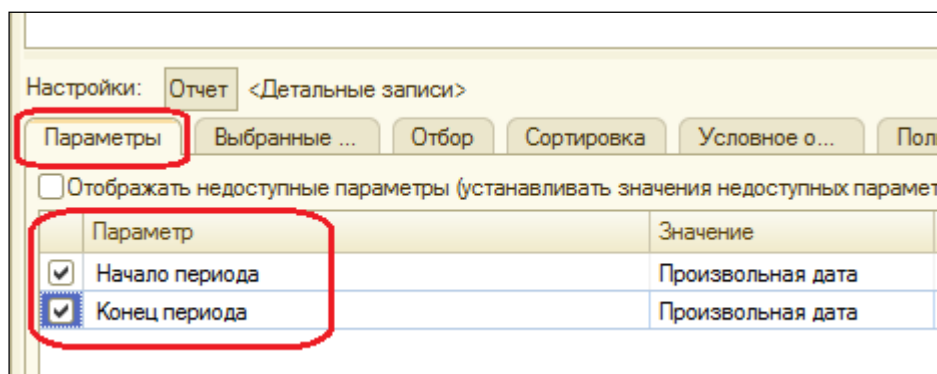 Настройки: Отчет <Детальные записи>
Параметры Выбранные ... Отбор Сортировка Условное о... Пол
Отображать недоступные параметры (устанавливать значения недоступных парамет
Параметр Значение
Начало периода Произвольная дата
Конец периода Произвольная дата